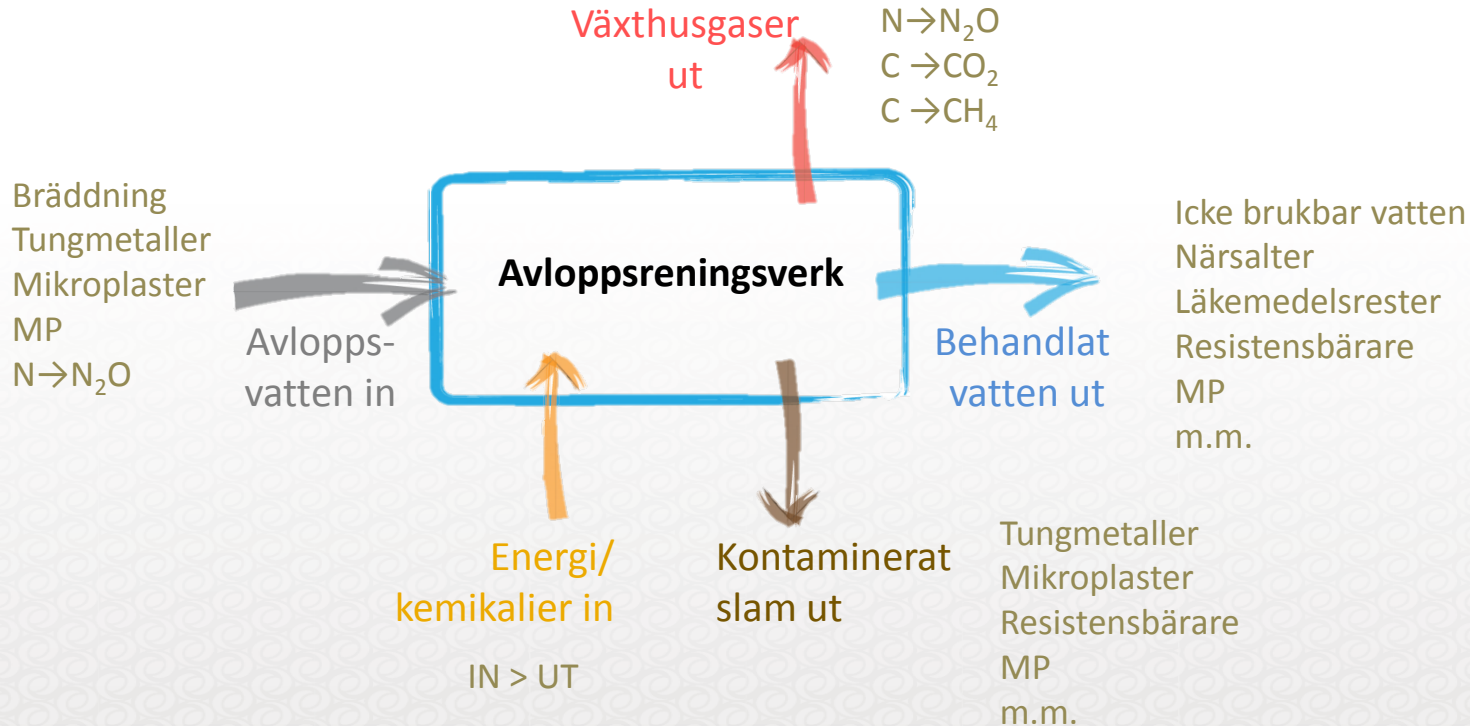 Växthusgaser
ut
N→N₂O
C →CO₂
C →CH₄
Bräddning
Tungmetaller
Mikroplaster
MP
N→N₂O
Avlopps-
vatten in
Avloppsreningsverk
Behandlat
vatten ut
Icke brukbar vatten
Närsalter
Läkemedelsrester
Resistensbärare
MP
m.m.
Energi/
kemikalier in
IN > UT
Kontaminerat
slam ut
Tungmetaller
Mikroplaster
Resistensbärare
MP
m.m.